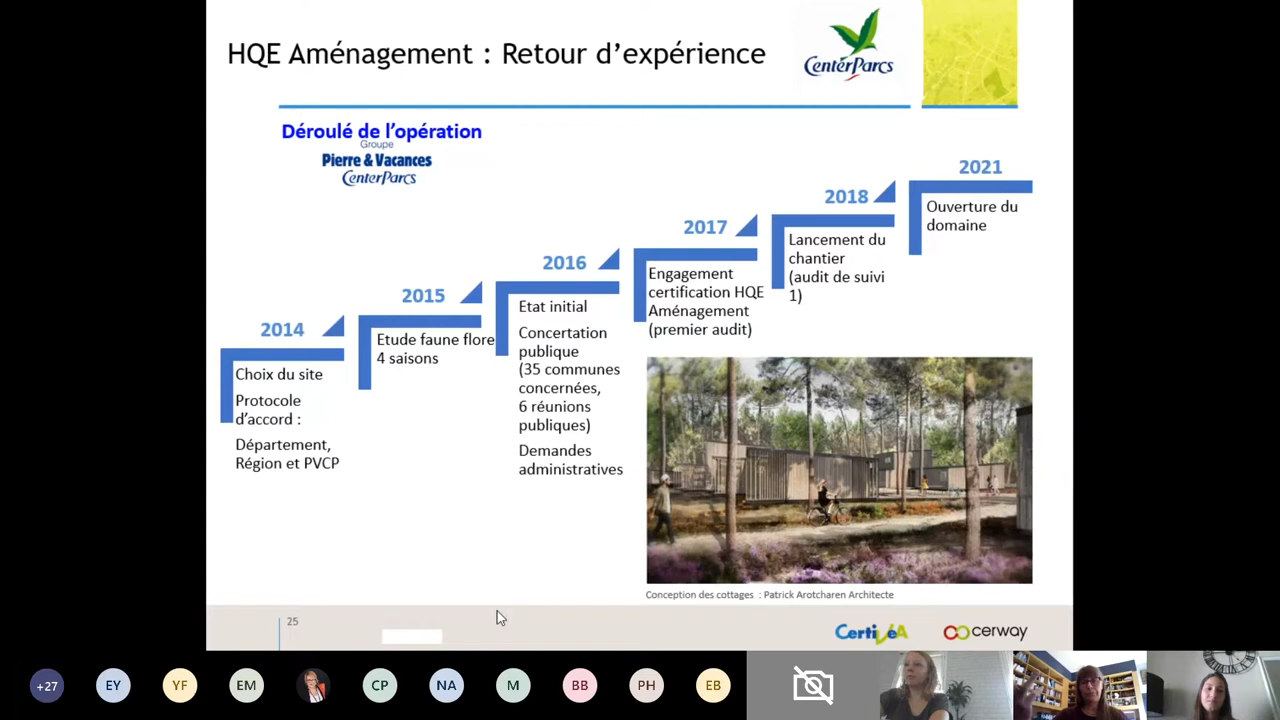 HQE Aménagement : Retour d'expérience
CenterParcs
Déroulé de l'opération
Groupe
Pierre & Vacances
CenterParcs
2014
Choix du site
Protocole
d'accord :
Département,
Région et PVCP
2015
Etude faune flore
4 saisons
2016
Etat initial
Concertation
publique
(35 communes
concernées,
6 réunions
publiques)
Demandes
administratives
2017
Engagement
certification HQE
Aménagement
(premier audit)
2018
Lancement du
chantier
(audit de suivi
1)
2021
Ouverture du
domaine
Conception des cottages : Patrick Arotcharen Architecte
25
CertiVéA
cerway
+27
EY
YF
EM
CP
NA
M
BB
PH
EB